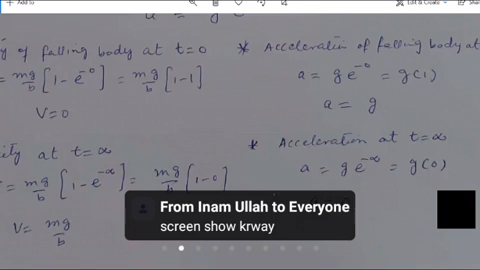 Add to
Edit & Create
Share
a = g e
y of falling body at t=0
= mg/b [1-e^-0] = mg/b [1-1]
V=0
ity at t=∞
= mg/b [1-e^-∞] = mg/b [1-0]
V= mg/b
* Acceleration of falling body at
a = g e^-0 = g(1)
a = g
* Acceleration at t=∞
a = g e^-∞ = g(0)
From Inam Ullah to Everyone
screen show krway